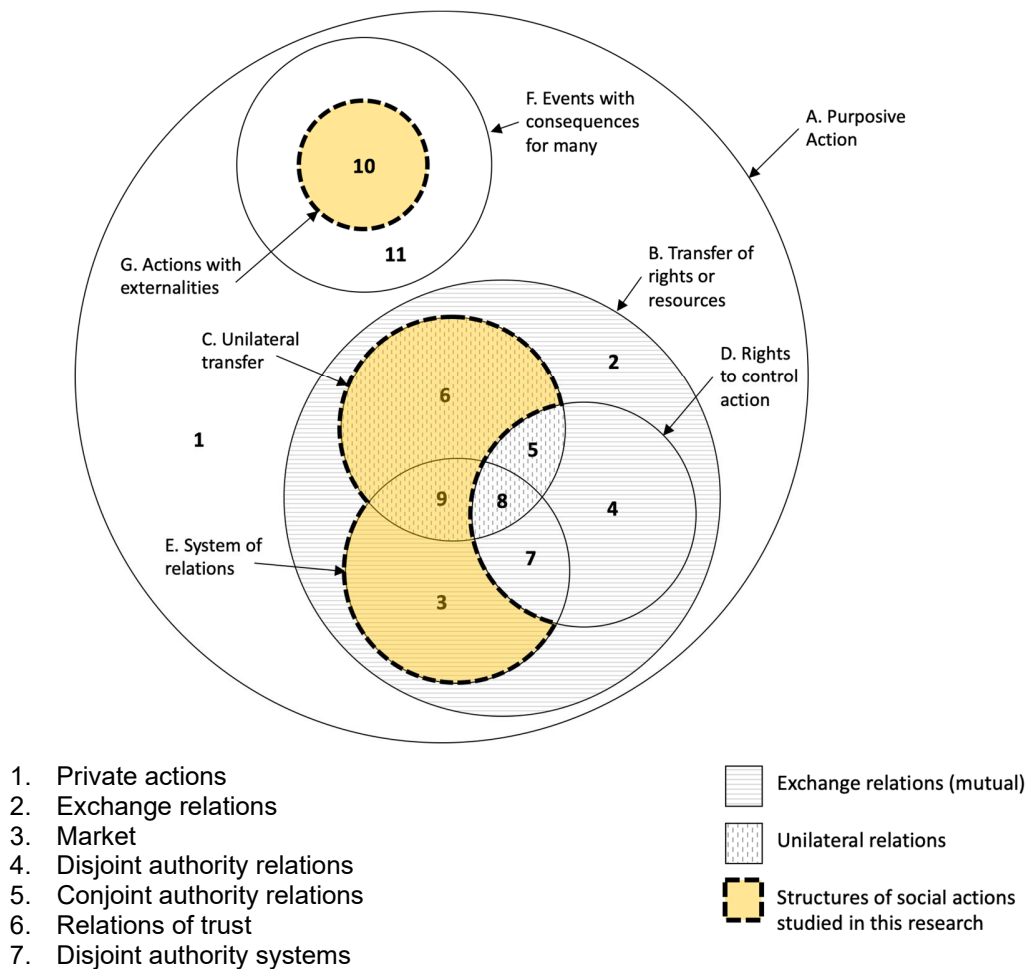 F. Events with
consequences
for many
A. Purposive
Action
10
11
G. Actions with
externalities
B. Transfer of
rights or
resources
C. Unilateral
transfer
2
D. Rights
to control
action
6
1
5
9
8
4
E. System of
relations
7
3
1. Private actions
2. Exchange relations
3. Market
4. Disjoint authority relations
5. Conjoint authority relations
6. Relations of trust
7. Disjoint authority systems
Exchange relations (mutual)
Unilateral relations
Structures of social actions
studied in this research